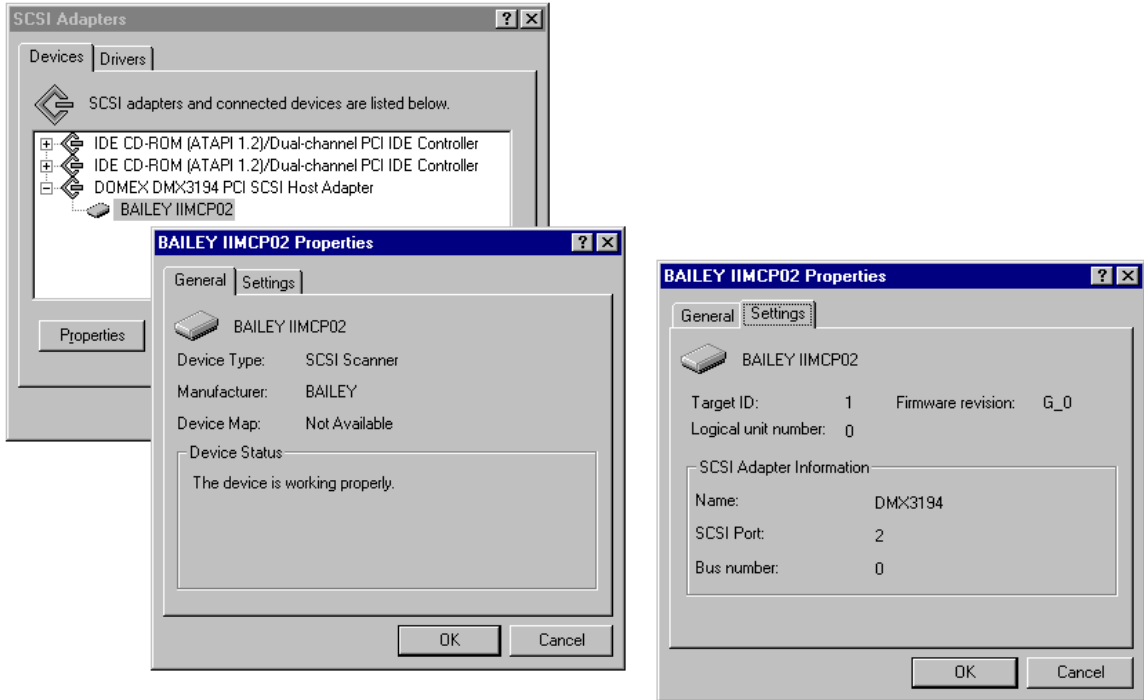 SCSI Adapters
Devices Drivers
SCSI adapters and connected devices are listed below.
IDE CD-ROM (ATAPI 1.2)/Dual-channel PCI IDE Controller
IDE CD-ROM (ATAPI 1.2)/Dual-channel PCI IDE Controller
DOMEX DMX3194 PCI SCSI Host Adapter
BAILEY IIMCP02
Properties
BAILEY IIMCP02 Properties
General Settings
BAILEY IIMCP02
Device Type: SCSI Scanner
Manufacturer: BAILEY
Device Map: Not Available
Device Status
The device is working properly.
OK Cancel
BAILEY IIMCP02 Properties
General Settings
BAILEY IIMCP02
Target ID: 1 Firmware revision: G_0
Logical unit number: 0
SCSI Adapter Information
Name: DMX3194
SCSI Port: 2
Bus number: 0
OK Cancel